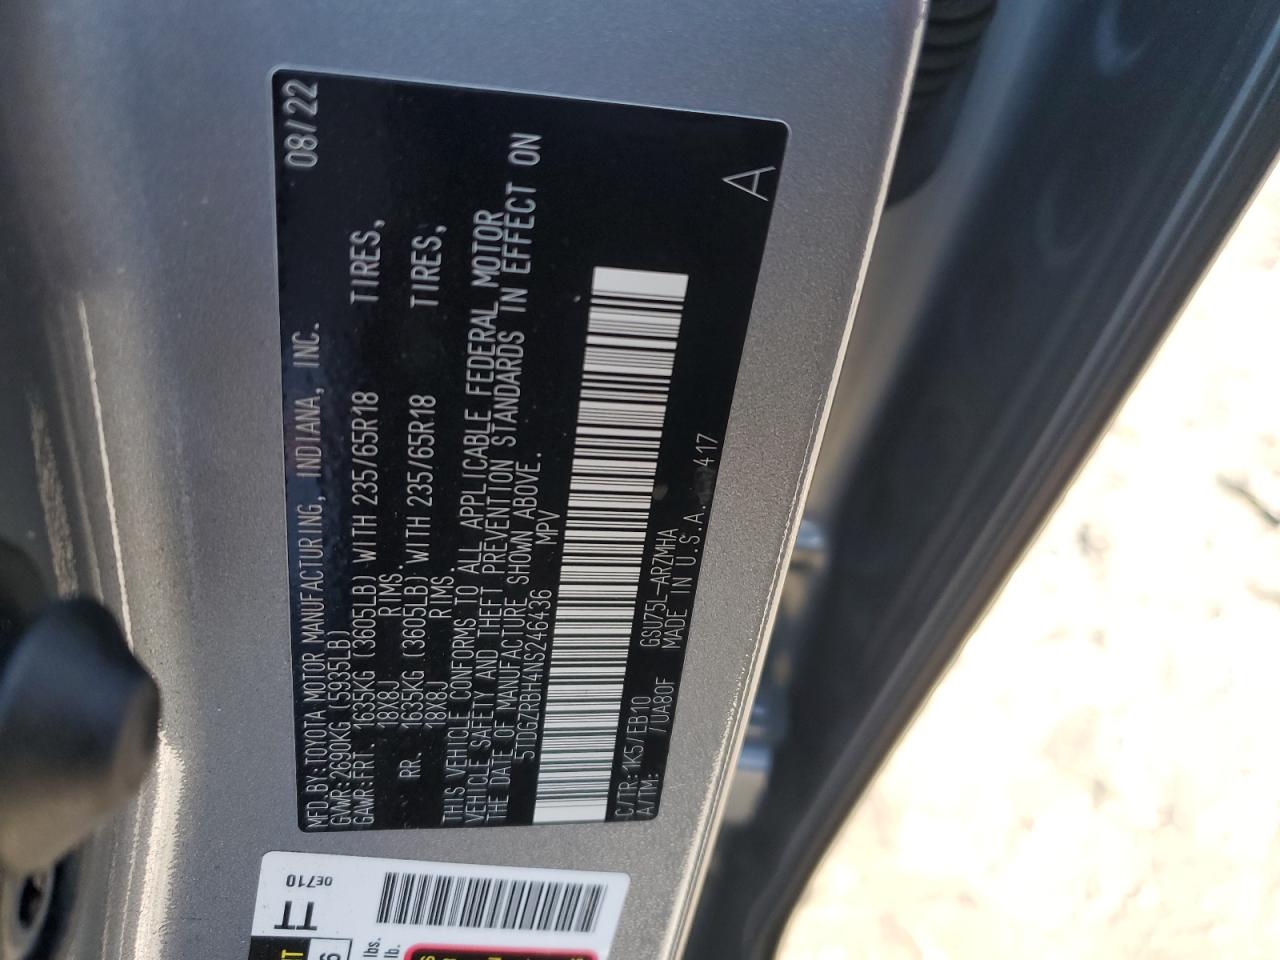 MFD.BY:TOYOTA MOTOR MANUFACTURING, INDIANA, INC. 08/22
GVWR:2690KG (5935LB)
GAWR:FRT. 1635KG (3605LB) WITH 235/65R18 TIRES,
18X8J RIMS.
RR. 1635KG (3605LB) WITH 235/65R18 TIRES,
18X8J RIMS
THIS VEHICLE CONFORMS TO ALL APPLICABLE FEDERAL MOTOR
VEHICLE SAFETY AND THEFT PREVENTION STANDARDS IN EFFECT ON
THE DATE OF MANUFACTURE SHOWN ABOVE.
5TDGZRBH4NS246436 MPV
C/TR:1K5/EB10 GSU75L-ARZMHA
A/TM: /UA80F MADE IN U.S.A. 417
A
0E710
TT
lbs.
lb.